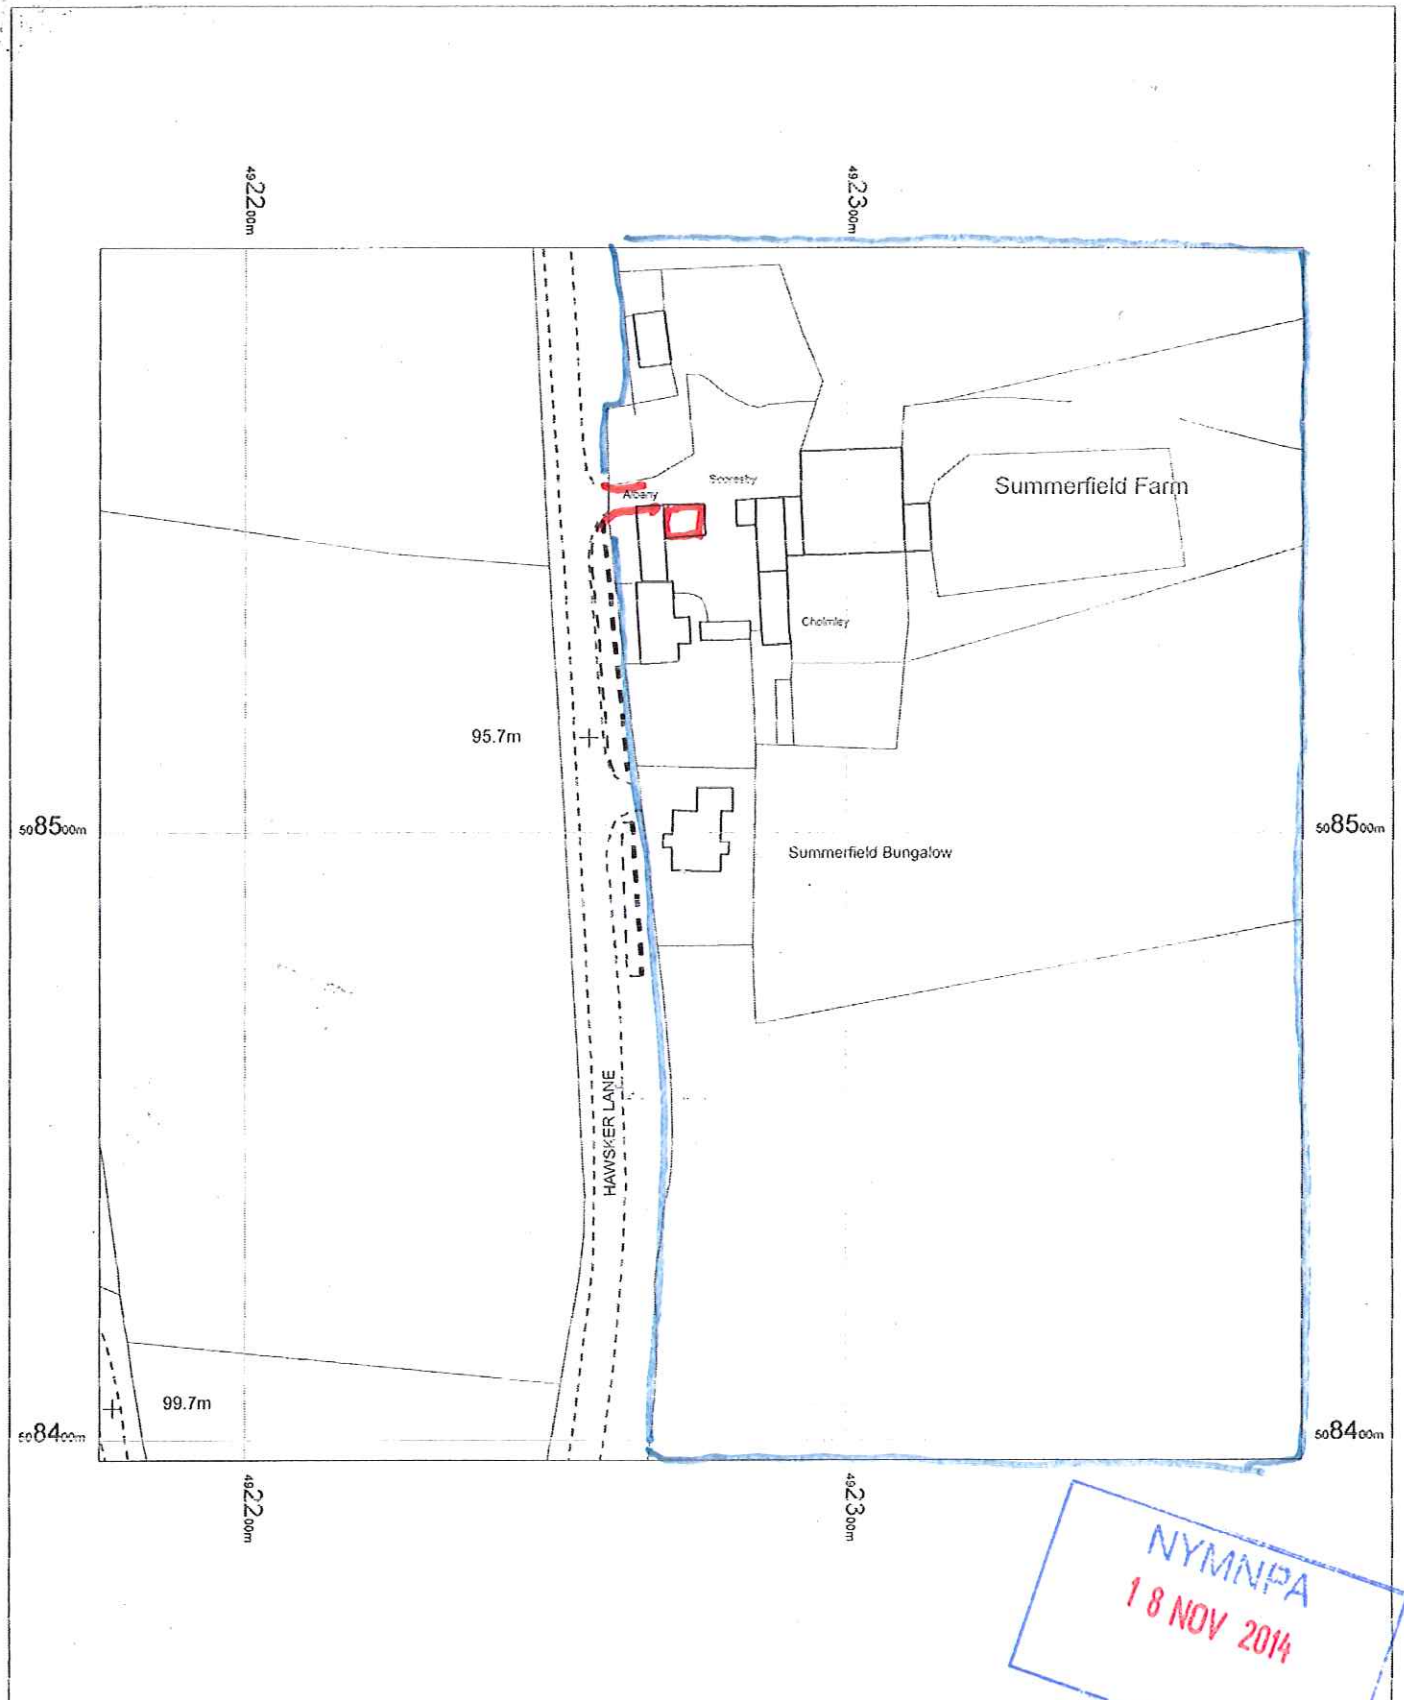 492200m
492300m
Scoresby
Albany
Summerfield Farm
Cholmley
95.7m
508500m
508500m
Summerfield Bungalow
HAWSKER LANE
99.7m
508400m
508400m
492200m
492300m
NYMNPA
18 NOV 2014